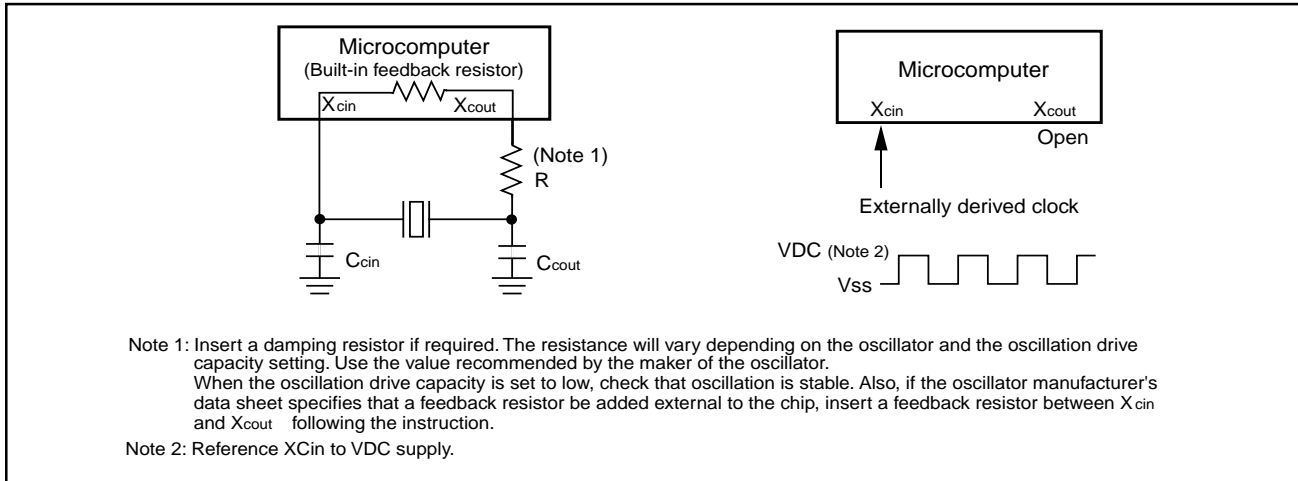 Microcomputer
(Built-in feedback resistor)
Xcin
Xcout
(Note 1)
R
Ccin
Ccout
Microcomputer
Xcin
Xcout
Open
Externally derived clock
VDC (Note 2)
Vss
Note 1: Insert a damping resistor if required. The resistance will vary depending on the oscillator and the oscillation drive
capacity setting. Use the value recommended by the maker of the oscillator.
When the oscillation drive capacity is set to low, check that oscillation is stable. Also, if the oscillator manufacturer's
data sheet specifies that a feedback resistor be added external to the chip, insert a feedback resistor between Xcin
and Xcout following the instruction.
Note 2: Reference XCin to VDC supply.